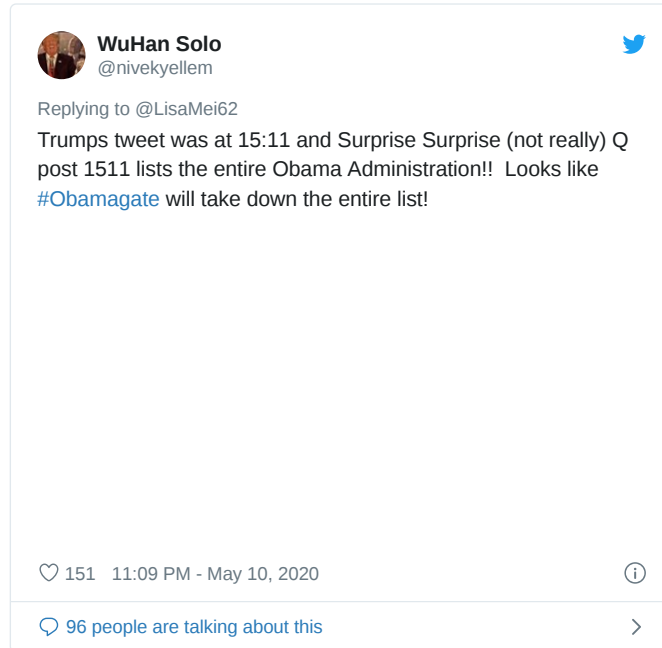 WuHan Solo
@nivekyellem
Replying to @LisaMei62
Trumps tweet was at 15:11 and Surprise Surprise (not really) Q
post 1511 lists the entire Obama Administration!!  Looks like
#Obamagate will take down the entire list!
151 11:09 PM - May 10, 2020
96 people are talking about this